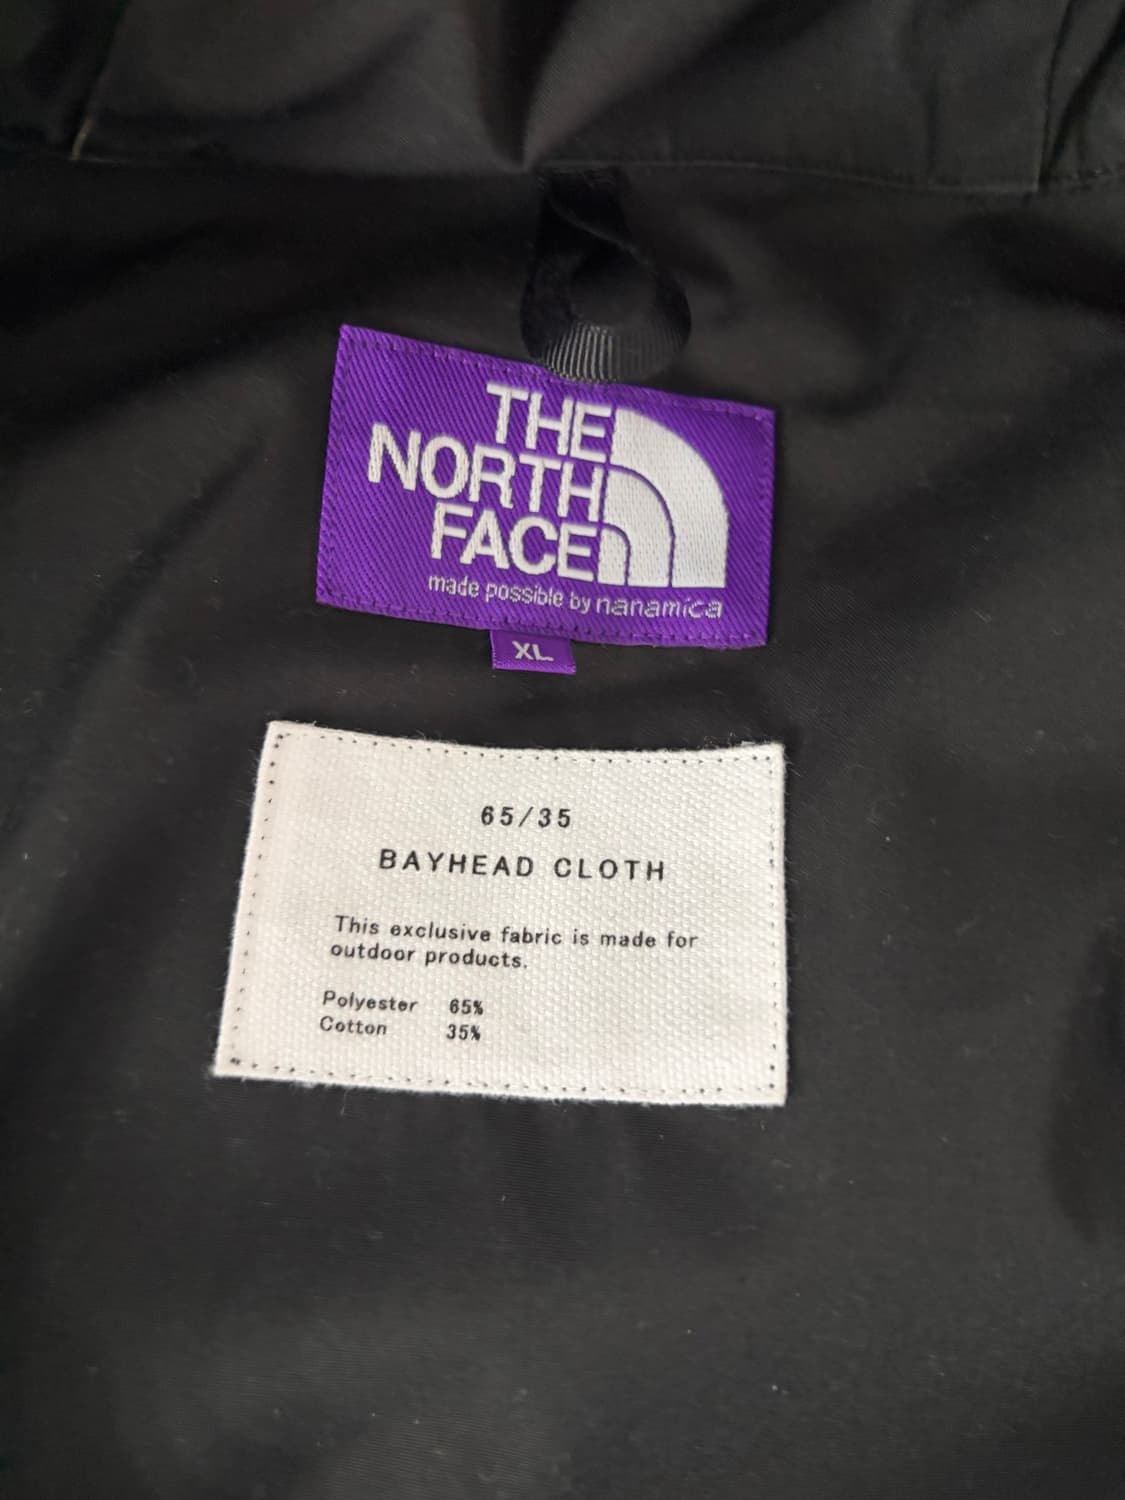 THE
NORTH
FACE
made possible by nanamica
XL
65/35
BAYHEAD CLOTH
This exclusive fabric is made for
outdoor products.
Polyester 65%
Cotton 35%